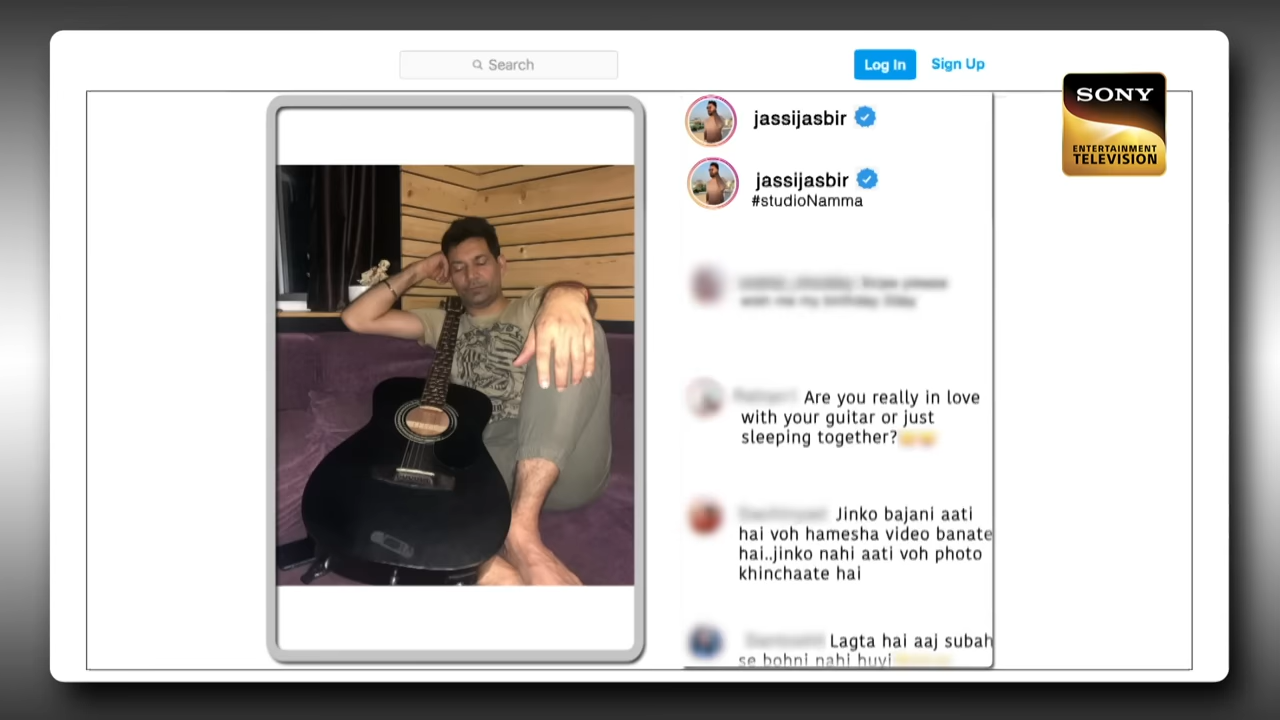 Search
Log In
Sign Up
SONY
ENTERTAINMENT
TELEVISION
jassijasbir
jassijasbir
#studioNamma
Are you really in love
with your guitar or just
sleeping together?
Jinko bajani aati
hai voh hamesha video banate
hai..jinko nahi aati voh photo
khinchaate hai
Lagta hai aaj subah
se bohni nahi huyi